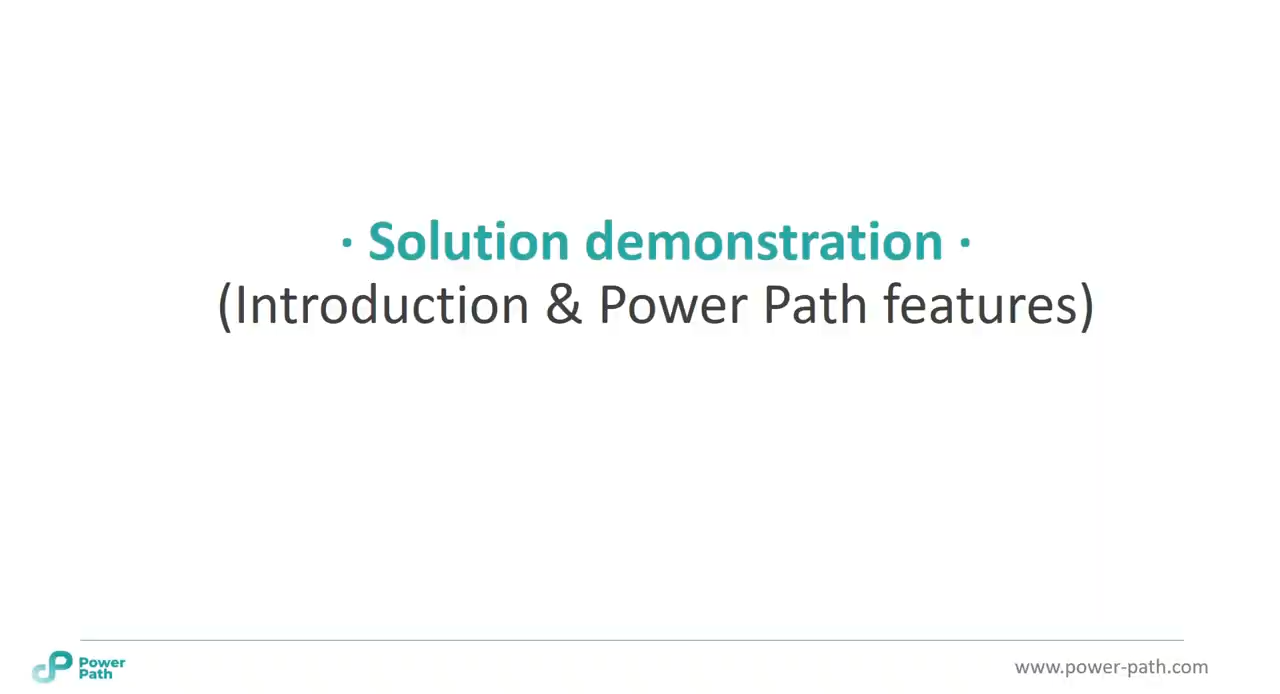 · Solution demonstration ·
(Introduction & Power Path features)
Power
Path
www.power-path.com